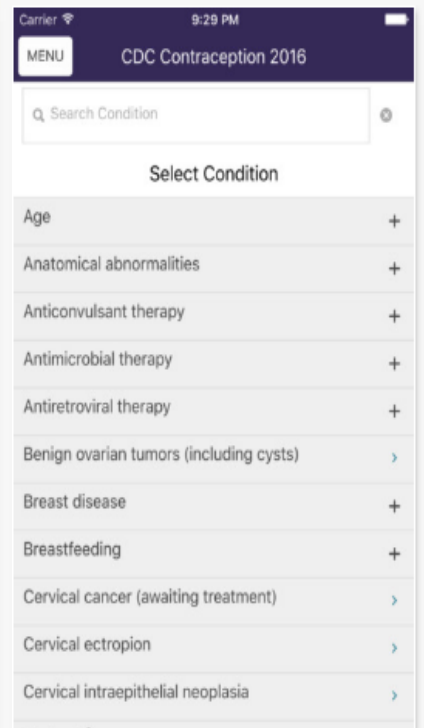 Carrier 9:29 PM
MENU CDC Contraception 2016
Search Condition
Select Condition
Age +
Anatomical abnormalities +
Anticonvulsant therapy +
Antimicrobial therapy +
Antiretroviral therapy +
Benign ovarian tumors (including cysts) >
Breast disease +
Breastfeeding +
Cervical cancer (awaiting treatment) >
Cervical ectropion >
Cervical intraepithelial neoplasia >